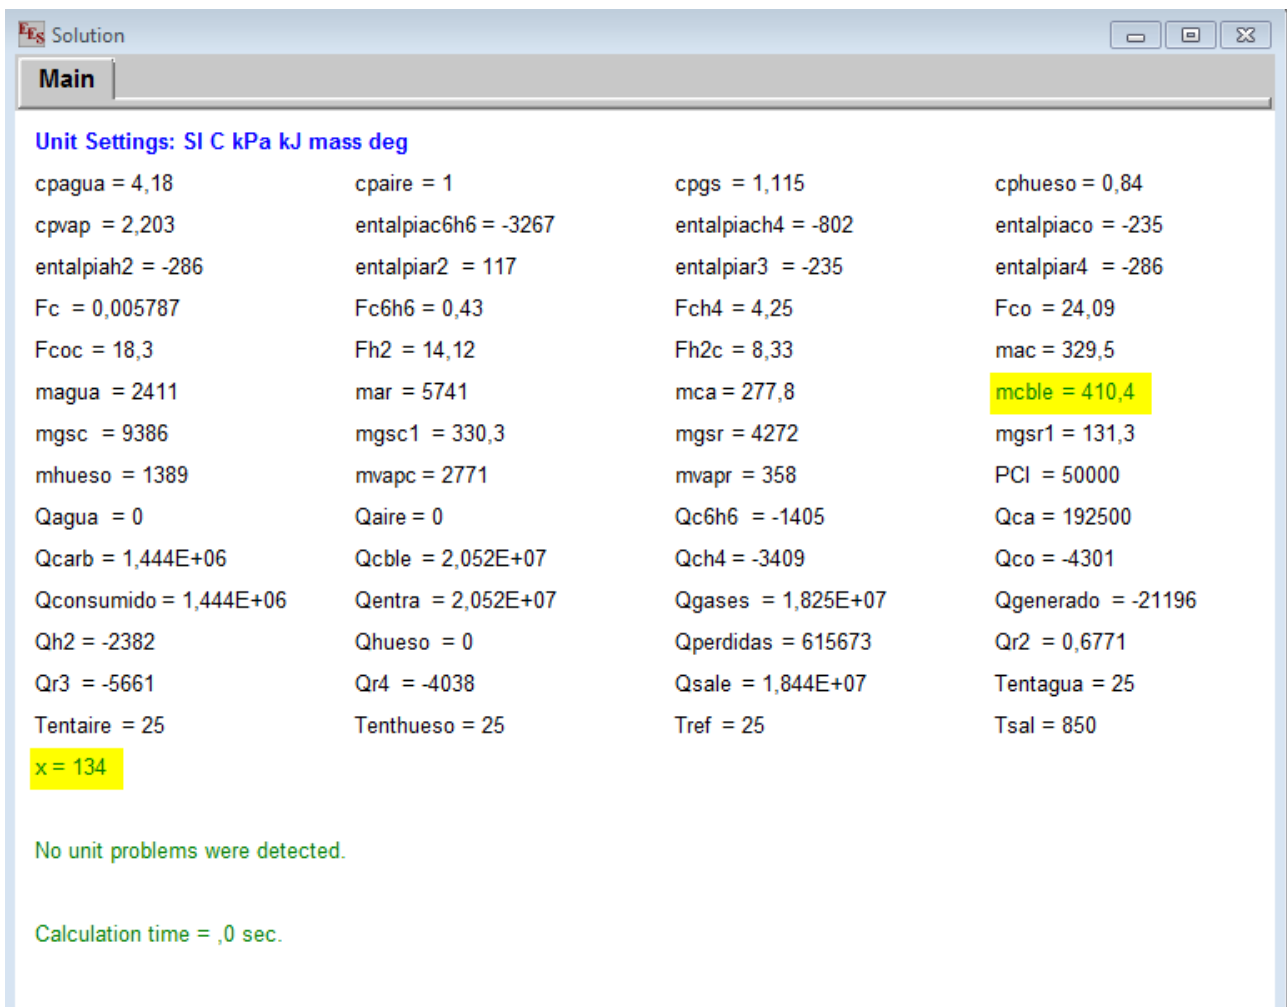 EES Solution
Main
Unit Settings: SI C kPa kJ mass deg
cpagua = 4,18 cpaire = 1 cpgs = 1,115 cphueso = 0,84
cpvap = 2,203 entalpiac6h6 = -3267 entalpiach4 = -802 entalpiaco = -235
entalpiah2 = -286 entalpiar2 = 117 entalpiar3 = -235 entalpiar4 = -286
Fc = 0,005787 Fc6h6 = 0,43 Fch4 = 4,25 Fco = 24,09
Fcoc = 18,3 Fh2 = 14,12 Fh2c = 8,33 mac = 329,5
magua = 2411 mar = 5741 mca = 277,8 mcble = 410,4
mgsc = 9386 mgsc1 = 330,3 mgsr = 4272 mgsr1 = 131,3
mhueso = 1389 mvapc = 2771 mvapr = 358 PCI = 50000
Qagua = 0 Qaire = 0 Qc6h6 = -1405 Qca = 192500
Qcarb = 1,444E+06 Qcble = 2,052E+07 Qch4 = -3409 Qco = -4301
Qconsumido = 1,444E+06 Qentra = 2,052E+07 Qgases = 1,825E+07 Qgenerado = -21196
Qh2 = -2382 Qhueso = 0 Qperdidas = 615673 Qr2 = 0,6771
Qr3 = -5661 Qr4 = -4038 Qsale = 1,844E+07 Tentagua = 25
Tentaire = 25 Tenthueso = 25 Tref = 25 Tsal = 850
x = 134
No unit problems were detected.
Calculation time = ,0 sec.